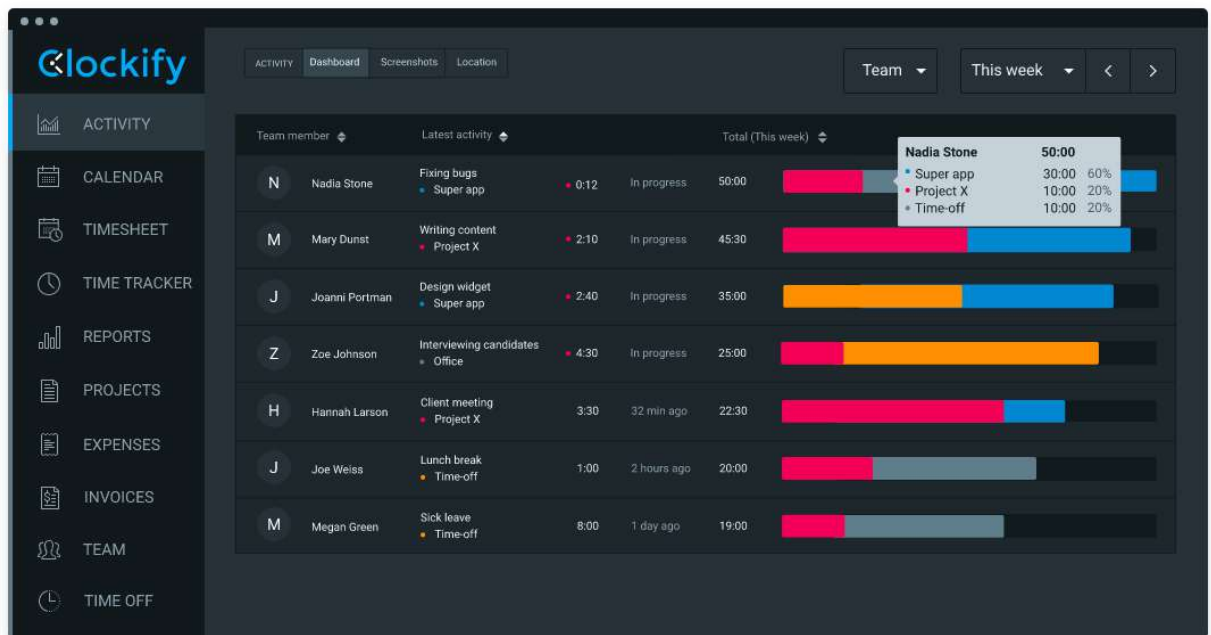 Clockify
ACTIVITY Dashboard Screenshots Location
Team
This week
ACTIVITY
CALENDAR
TIMESHEET
TIME TRACKER
REPORTS
PROJECTS
EXPENSES
INVOICES
TEAM
TIME OFF
Team member Latest activity Total (This week)
N Nadia Stone Fixing bugs
Super app 0:12 In progress 50:00
Nadia Stone 50:00
Super app 30:00 60%
Project X 10:00 20%
Time-off 10:00 20%
M Mary Dunst Writing content
Project X 2:10 In progress 45:30
J Joanni Portman Design widget
Super app 2:40 In progress 35:00
Z Zoe Johnson Interviewing candidates
Office 4:30 In progress 25:00
H Hannah Larson Client meeting
Project X 3:30 32 min ago 22:30
J Joe Weiss Lunch break
Time-off 1:00 2 hours ago 20:00
M Megan Green Sick leave
Time-off 8:00 1 day ago 19:00